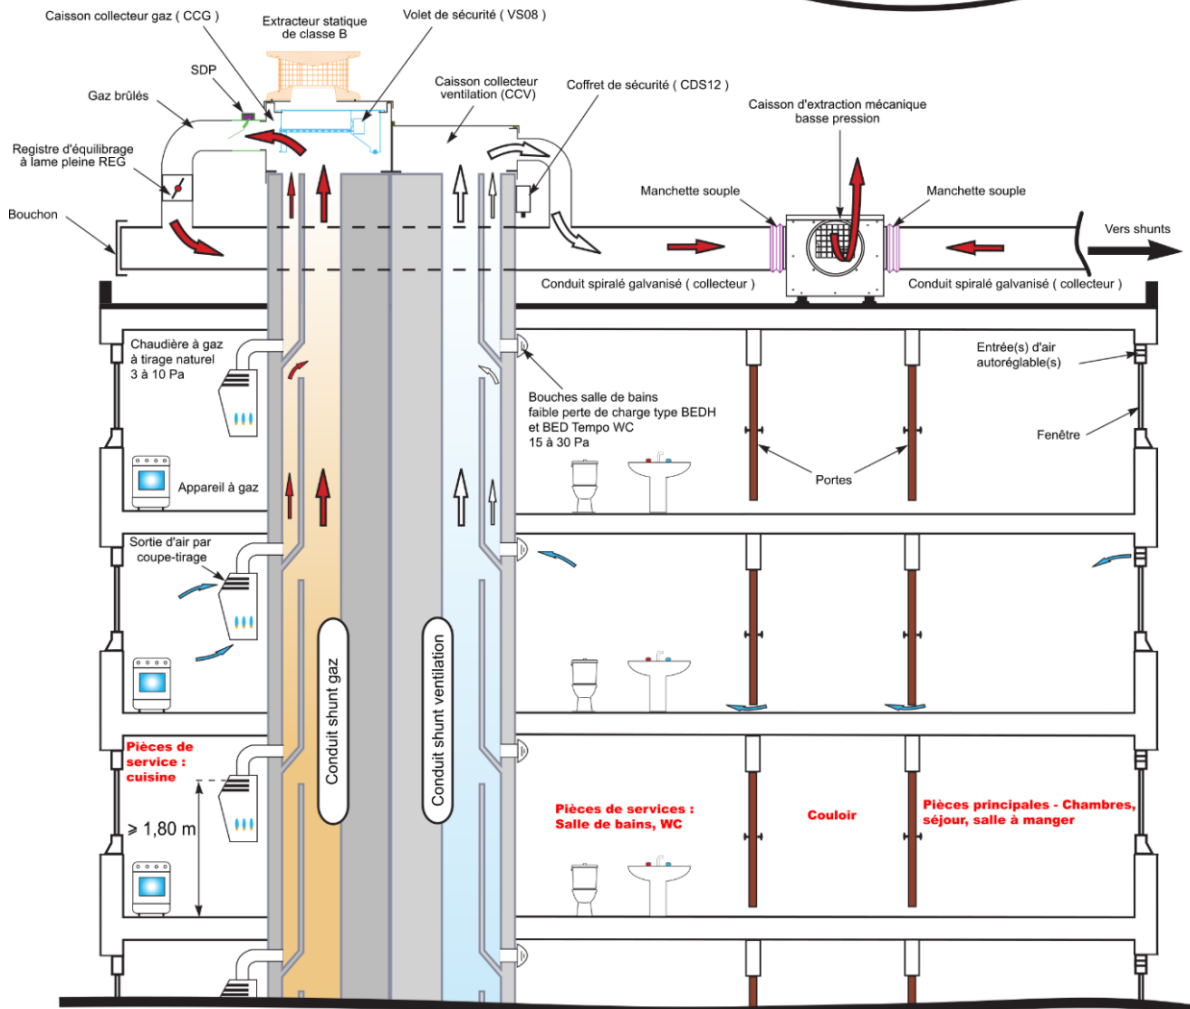 Caisson collecteur gaz ( CCG )
Extracteur statique
de classe B
Volet de sécurité ( VS08 )
SDP
Gaz brûlés
Caisson collecteur
ventilation (CCV)
Coffret de sécurité ( CDS12 )
Caisson d'extraction mécanique
basse pression
Registre d'équilibrage
à lame pleine REG
Bouchon
Manchette souple
Manchette souple
Vers shunts
Conduit spiralé galvanisé ( collecteur )
Conduit spiralé galvanisé ( collecteur )
Chaudière à gaz
à tirage naturel
3 à 10 Pa
Entrée(s) d'air
autoréglable(s)
Bouches salle de bains
faible perte de charge type BEDH
et BED Tempo WC
15 à 30 Pa
Fenêtre
Appareil à gaz
Portes
Sortie d'air par
coupe-tirage
Conduit shunt gaz
Conduit shunt ventilation
Pièces de
service :
cuisine
⩾ 1,80 m
Pièces de services :
Salle de bains, WC
Couloir
Pièces principales - Chambres,
séjour, salle à manger